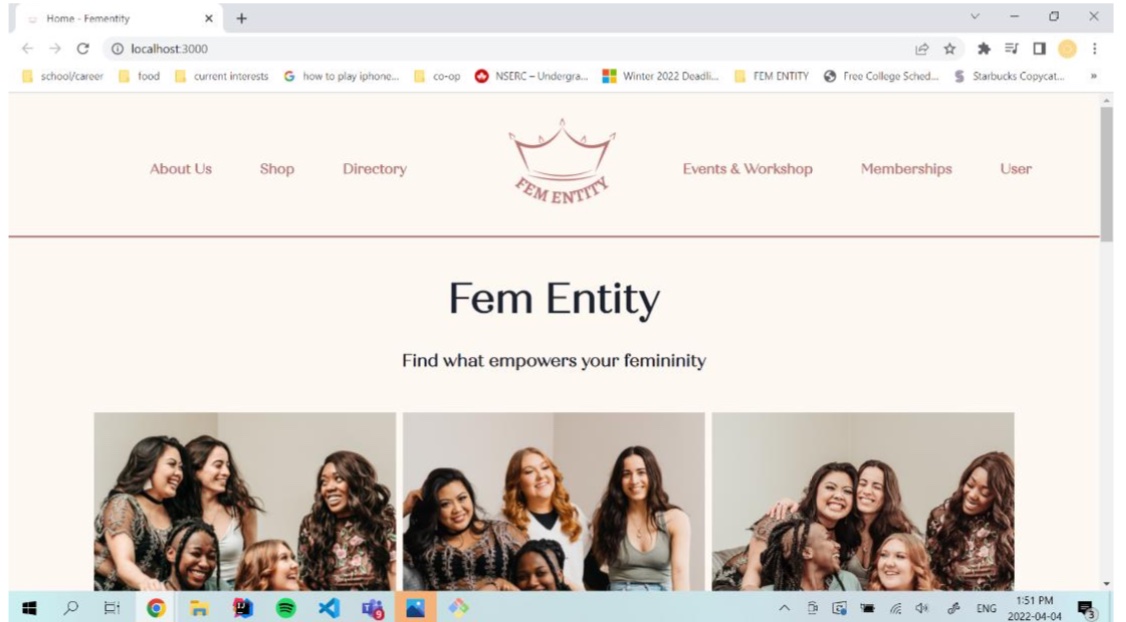 Home - Fementity
localhost:3000
school/career food current interests G how to play iphone... co-op NSERC – Undergra... Winter 2022 Deadli... FEM ENTITY Free College Sched... Starbucks Copycat... »
About Us Shop Directory FEM ENTITY Events & Workshop Memberships User
Fem Entity
Find what empowers your femininity
ENG 1:51 PM
2022-04-04 3